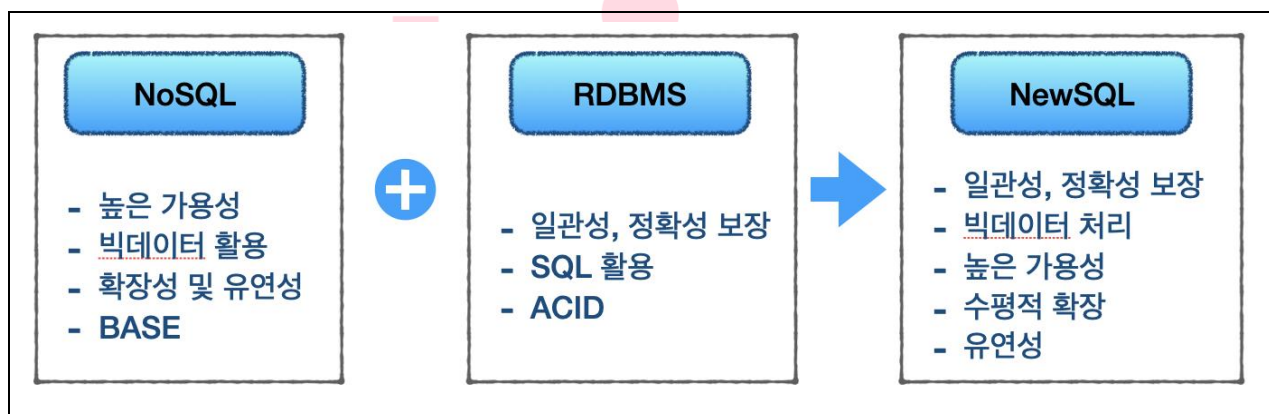 NoSQL
- 높은 가용성
- 빅데이터 활용
- 확장성 및 유연성
- BASE
RDBMS
- 일관성, 정확성 보장
- SQL 활용
- ACID
NewSQL
- 일관성, 정확성 보장
- 빅데이터 처리
- 높은 가용성
- 수평적 확장
- 유연성